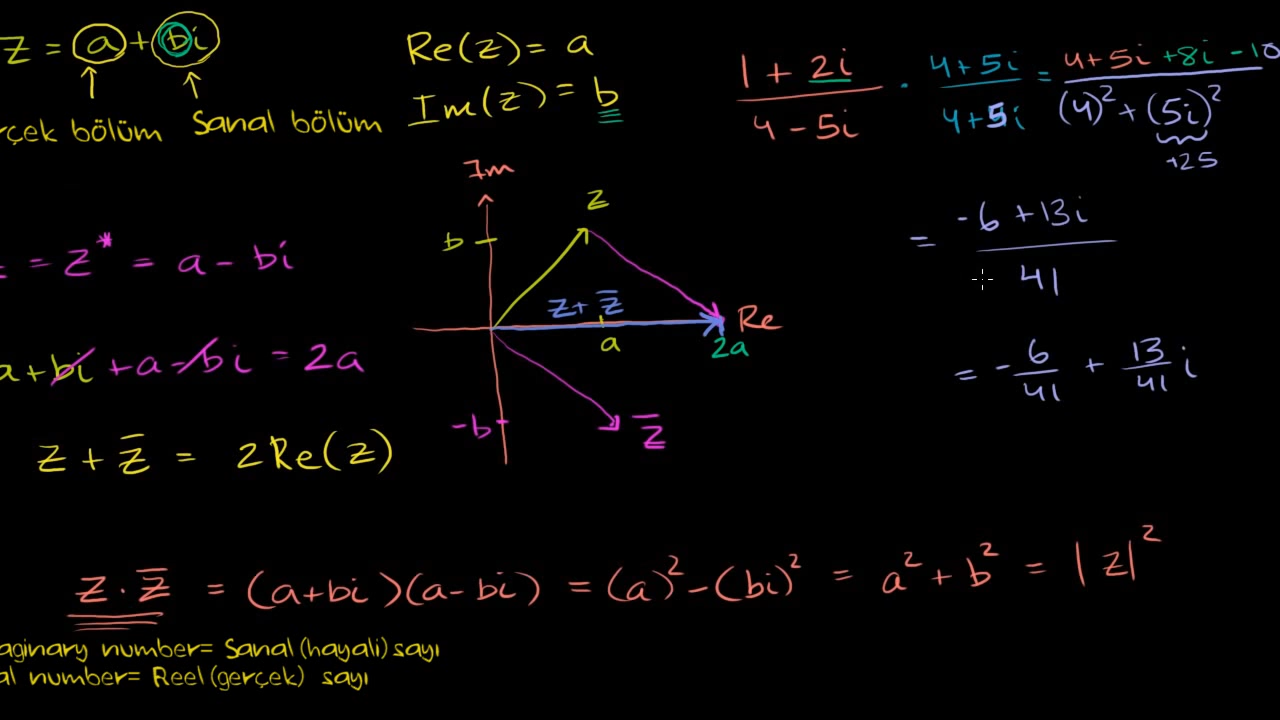 z = a + bi
Re(z) = a
Im(z) = b
rçek bölüm
Sanal bölüm
(1 + 2i)/(4 - 5i) · (4+5i)/(4+5i) = (4+5i+8i-10)/((4)² + (5i)²)
+25
= (-6+13i)/41
= -6/41 + 13/41 i
= z* = a - bi
a+bi +a-bi = 2a
z + z̄ = 2Re(z)
Im
z
b
z+z̄
Re
a
2a
-b
z̄
z·z̄ = (a+bi)(a-bi) = (a)² - (bi)² = a² + b² = |z|²
aginary number= Sanal (hayali) sayı
al number= Reel (gerçek) sayı